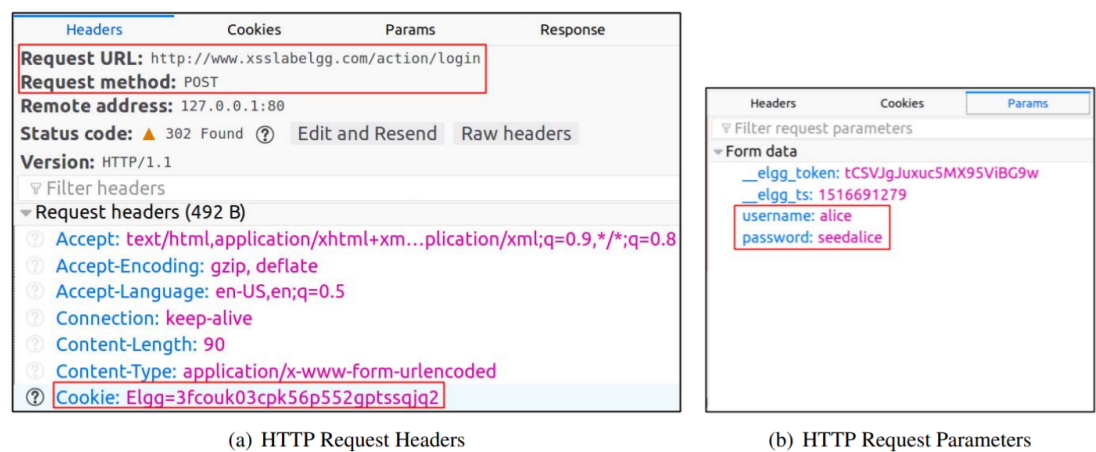 Headers Cookies Params Response
Request URL: http://www.xsslabelgg.com/action/login
Request method: POST
Remote address: 127.0.0.1:80
Status code: 302 Found Edit and Resend Raw headers
Version: HTTP/1.1
Filter headers
Request headers (492 B)
Accept: text/html,application/xhtml+xm…plication/xml;q=0.9,*/*;q=0.8
Accept-Encoding: gzip, deflate
Accept-Language: en-US,en;q=0.5
Connection: keep-alive
Content-Length: 90
Content-Type: application/x-www-form-urlencoded
Cookie: Elgg=3fcouk03cpk56p552gptssqjq2
(a) HTTP Request Headers
Headers Cookies Params
Filter request parameters
Form data
__elgg_token: tCSVJgJuxuc5MX95ViBG9w
__elgg_ts: 1516691279
username: alice
password: seedalice
(b) HTTP Request Parameters